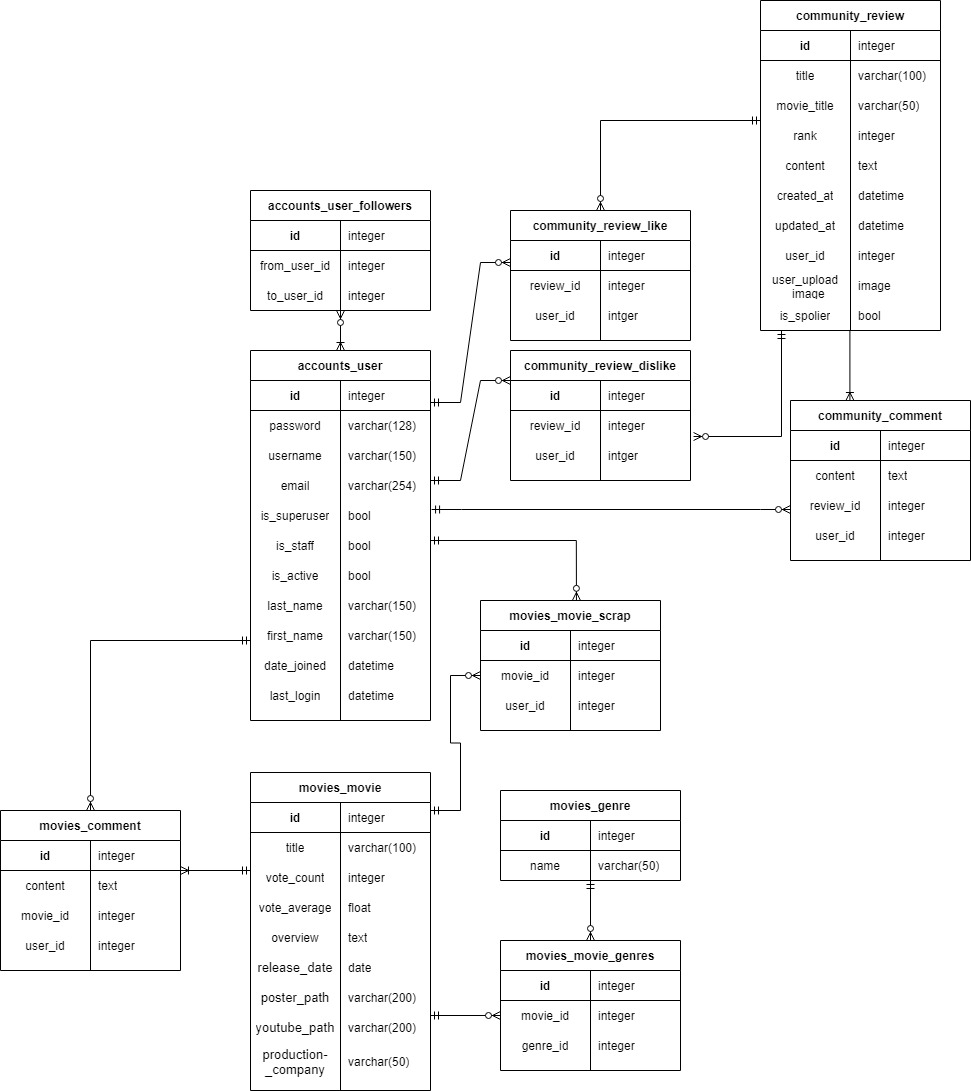 community_review
id integer
title varchar(100)
movie_title varchar(50)
rank integer
content text
created_at datetime
updated_at datetime
user_id integer
user_upload
image image
is_spolier bool
accounts_user_followers
id integer
from_user_id integer
to_user_id integer
community_review_like
id integer
review_id integer
user_id intger
accounts_user
id integer
password varchar(128)
username varchar(150)
email varchar(254)
is_superuser bool
is_staff bool
is_active bool
last_name varchar(150)
first_name varchar(150)
date_joined datetime
last_login datetime
community_review_dislike
id integer
review_id integer
user_id intger
community_comment
id integer
content text
review_id integer
user_id integer
movies_movie_scrap
id integer
movie_id integer
user_id integer
movies_movie
id integer
title varchar(100)
vote_count integer
vote_average float
overview text
release_date date
poster_path varchar(200)
youtube_path varchar(200)
production-
_company varchar(50)
movies_genre
id integer
name varchar(50)
movies_comment
id integer
content text
movie_id integer
user_id integer
movies_movie_genres
id integer
movie_id integer
genre_id integer